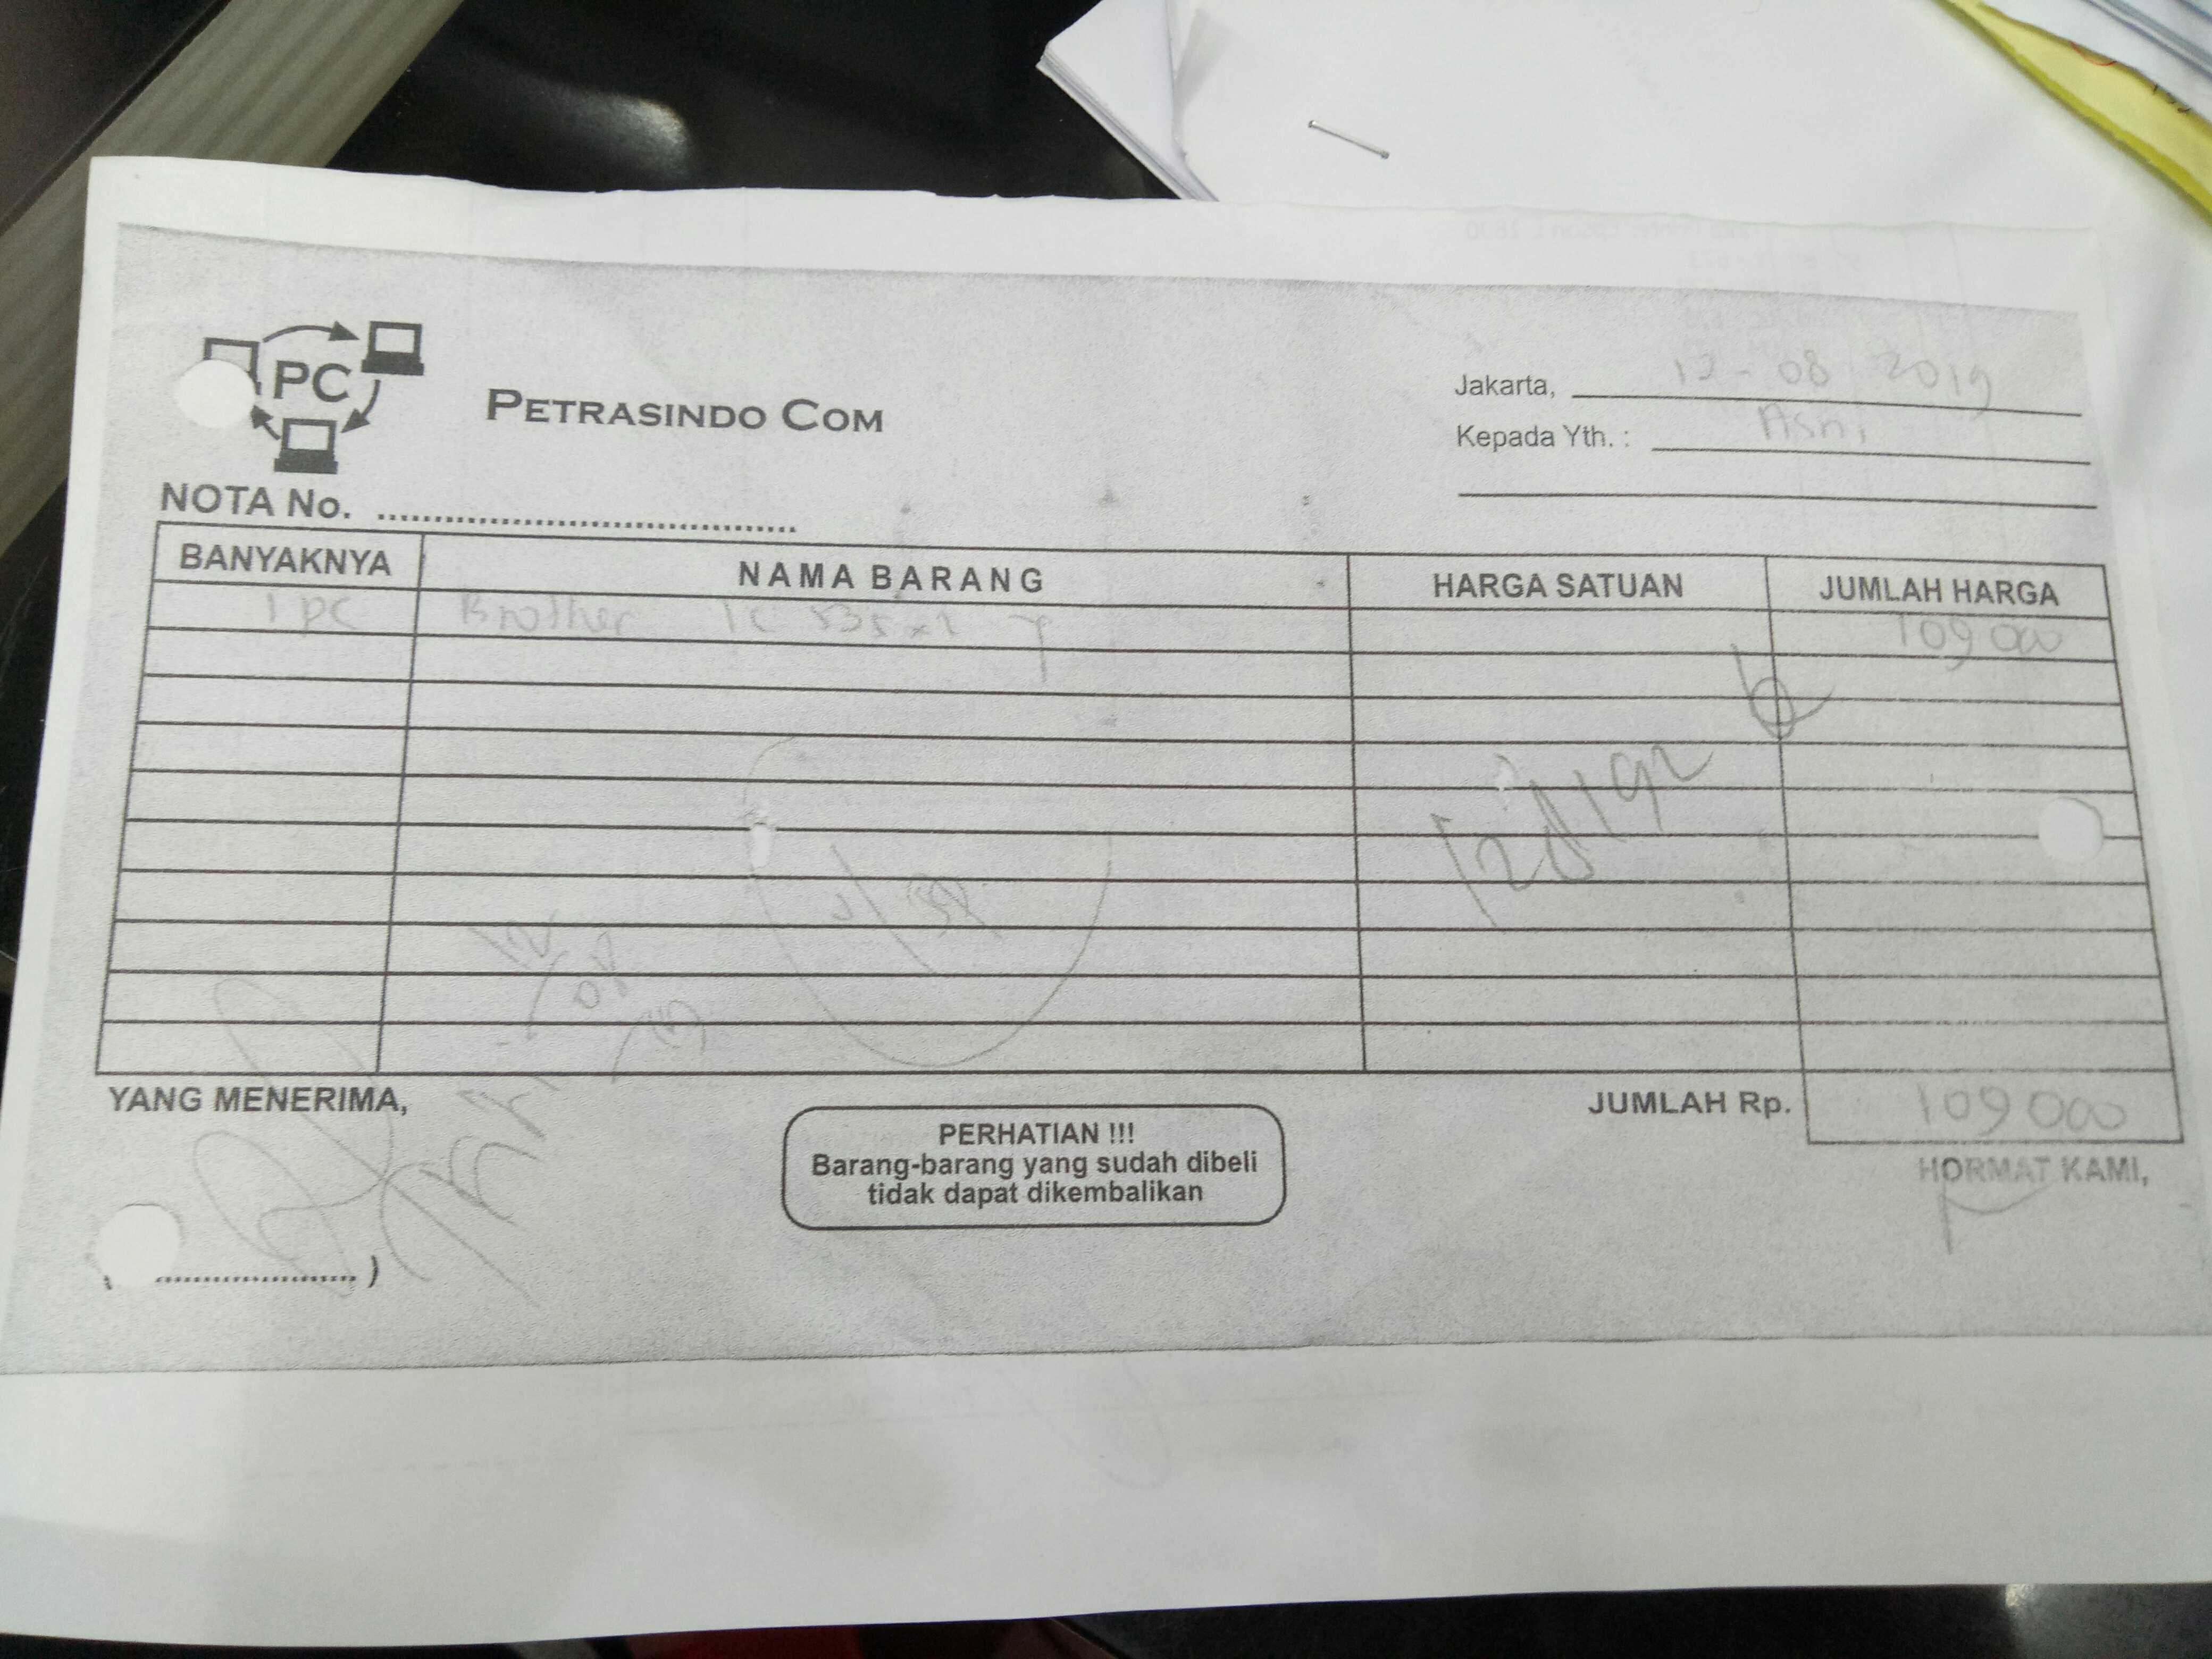 PC
PETRASINDO COM
Jakarta, 12-08 2019
Kepada Yth. : Asni
NOTA No.
BANYAKNYA NAMA BARANG HARGA SATUAN JUMLAH HARGA
1 pc Brother 109 000
YANG MENERIMA, JUMLAH Rp. 109 000
PERHATIAN !!!
Barang-barang yang sudah dibeli
tidak dapat dikembalikan
HORMAT KAMI,